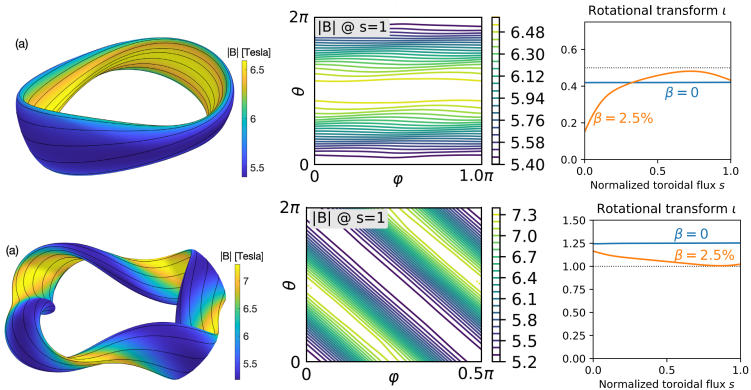 (a)
|B| [Tesla]
6.5
6
5.5
|B| @ s=1
2π
θ
0
0
φ
1.0π
6.48
6.30
6.12
5.94
5.76
5.58
5.40
Rotational transform ι
0.6
0.4
0.2
0.0
β = 0
β = 2.5%
0.0
0.5
1.0
Normalized toroidal flux s
(a)
|B| [Tesla]
7
6.5
6
5.5
|B| @ s=1
2π
θ
0
0
φ
0.5π
7.3
7.0
6.7
6.4
6.1
5.8
5.5
5.2
Rotational transform ι
1.50
1.25
1.00
0.75
0.50
0.25
0.00
β = 0
β = 2.5%
0.0
0.5
1.0
Normalized toroidal flux s